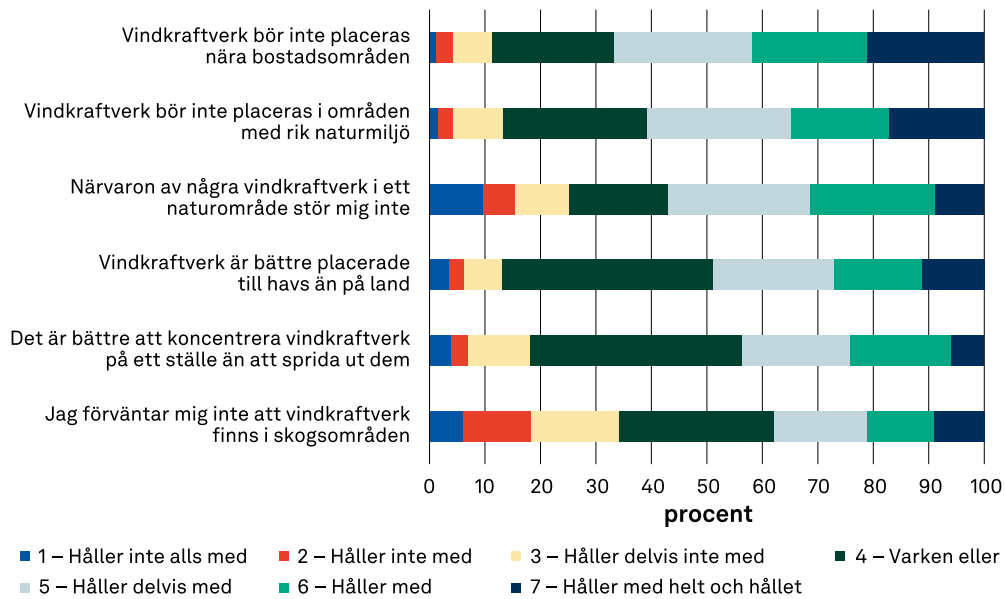 Vindkraftverk bör inte placeras
nära bostadsområden
Vindkraftverk bör inte placeras i områden
med rik naturmiljö
Närvaron av några vindkraftverk i ett
naturområde stör mig inte
Vindkraftverk är bättre placerade
till havs än på land
Det är bättre att koncentrera vindkraftverk
på ett ställe än att sprida ut dem
Jag förväntar mig inte att vindkraftverk
finns i skogsområden
0 10 20 30 40 50 60 70 80 90 100
procent
1 – Håller inte alls med 2 – Håller inte med 3 – Håller delvis inte med 4 – Varken eller
5 – Håller delvis med 6 – Håller med 7 – Håller med helt och hållet